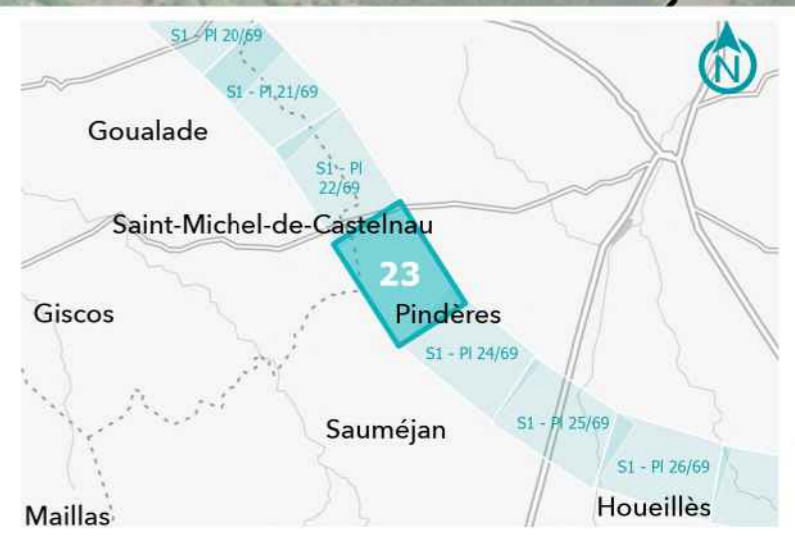 S1 - Pl 20/69
N
S1 - Pl 21/69
Goualade
S1 - Pl
22/69
Saint-Michel-de-Castelnau
23
Giscos
Pindères
S1 - Pl 24/69
Sauméjan
S1 - Pl 25/69
S1 - Pl 26/69
Houeillès
Maillas